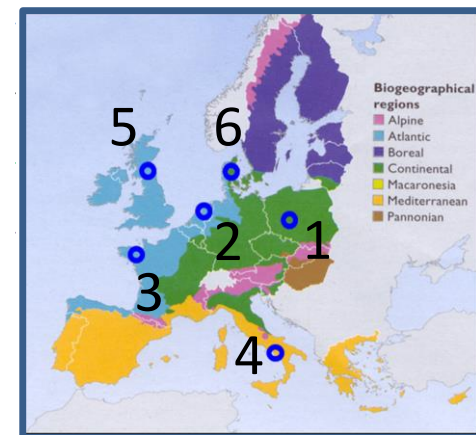 5
6
Biogeographical
regions
Alpine
Atlantic
Boreal
Continental
Macaronesia
Mediterranean
Pannonian
1
2
3
4